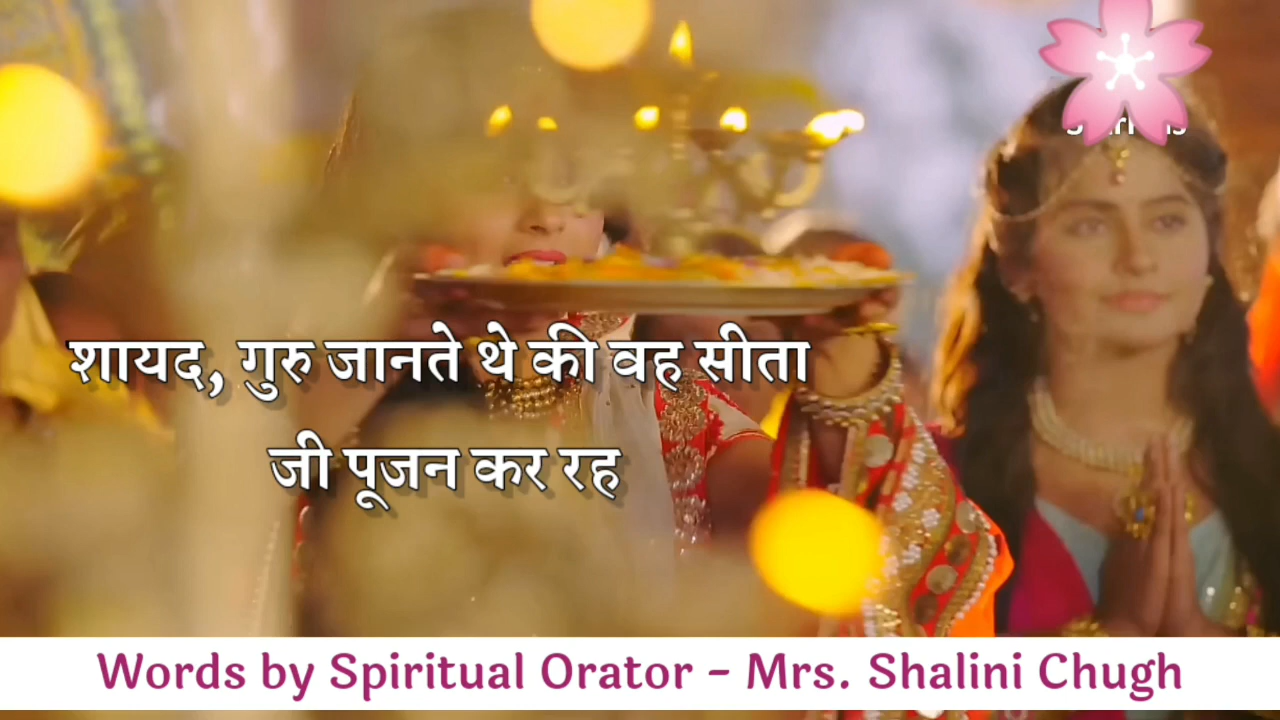 शायद, गुरु जानते थे की वह सीता
जी पूजन कर रह
Words by Spiritual Orator - Mrs. Shalini Chugh